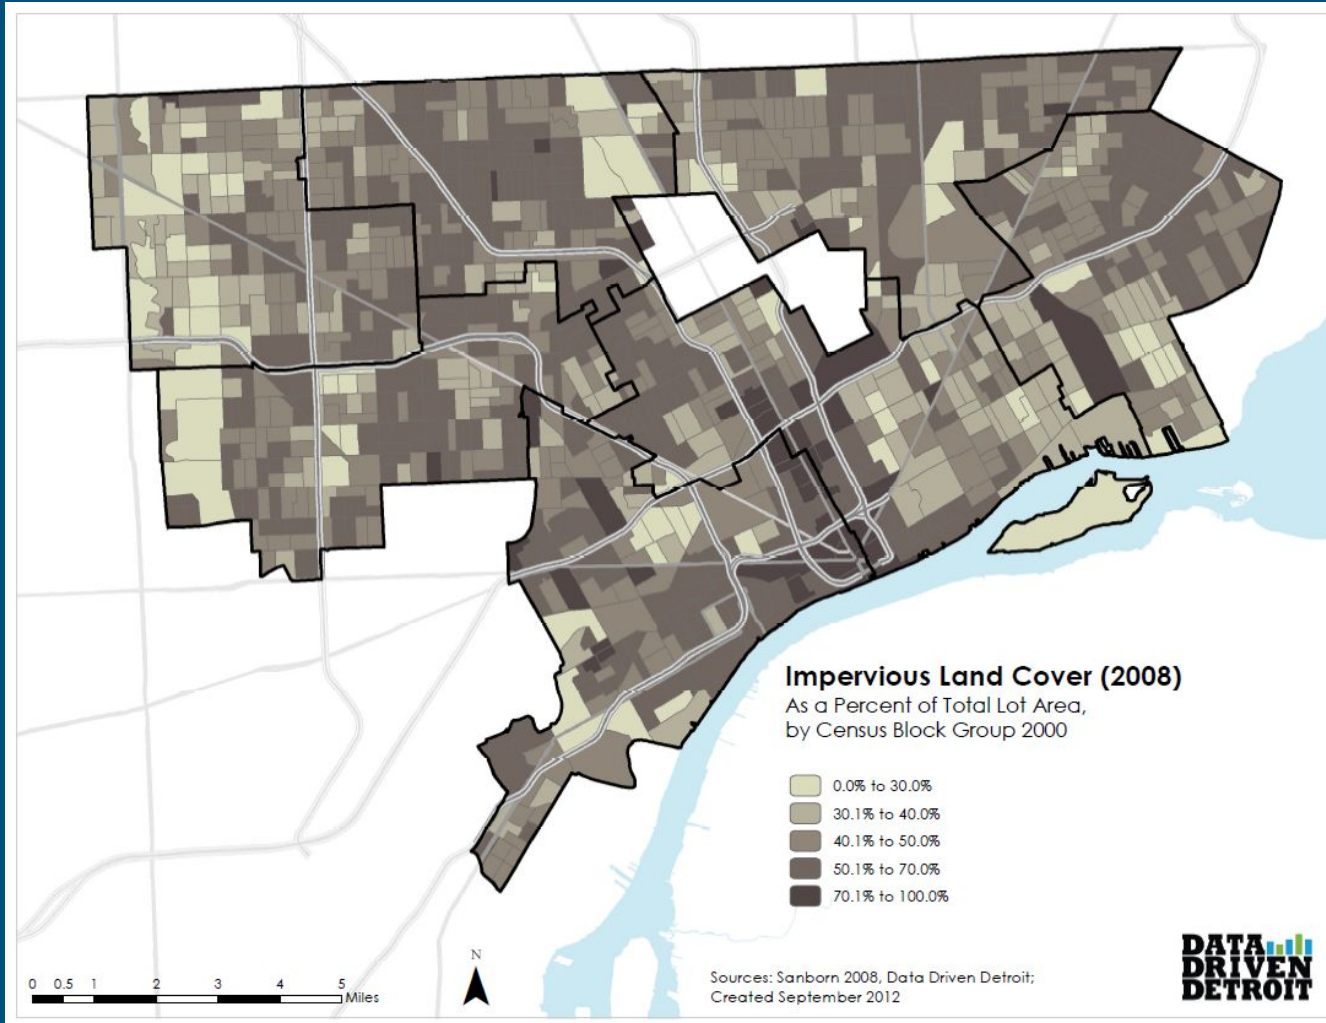 Impervious Land Cover (2008)
As a Percent of Total Lot Area,
by Census Block Group 2000
0.0% to 30.0%
30.1% to 40.0%
40.1% to 50.0%
50.1% to 70.0%
70.1% to 100.0%
DATA
DRIVEN
DETROIT
N
0 0.5 1 2 3 4 5
Miles
Sources: Sanborn 2008, Data Driven Detroit;
Created September 2012